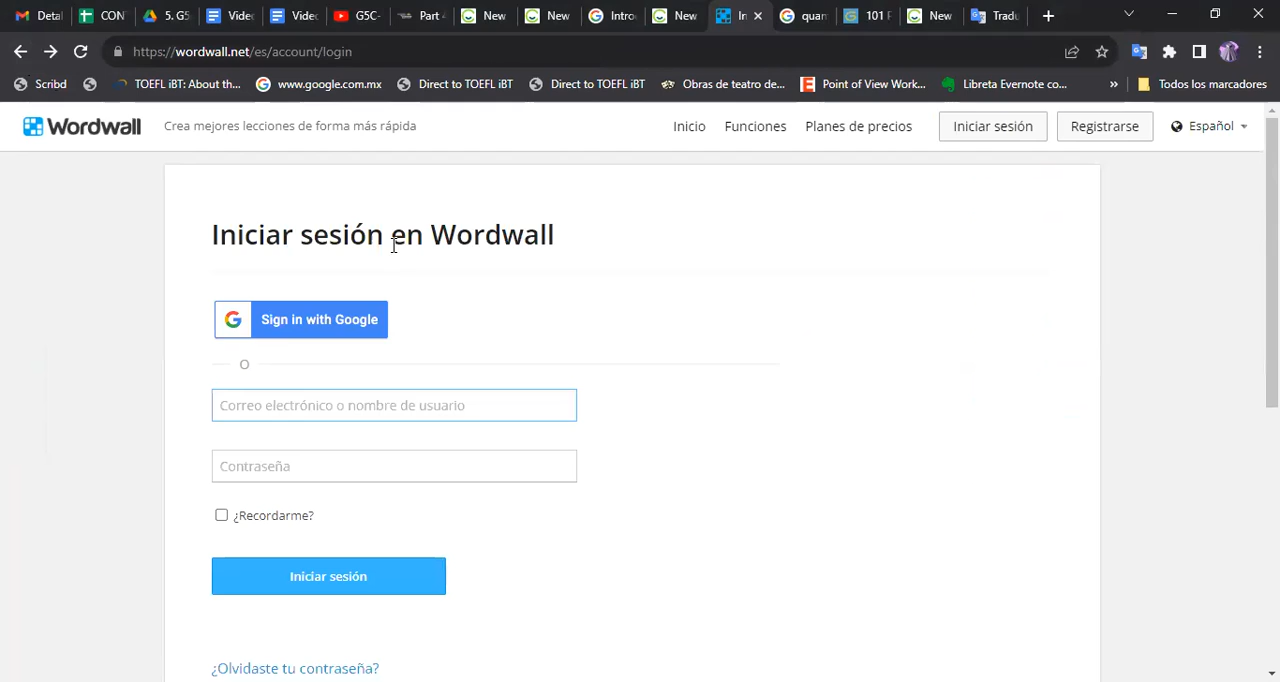 Detal CON 5. G5 Video Video G5C- Part 4 New New Intro New In quan 101 F New Tradu
https://wordwall.net/es/account/login
Scribd TOEFL iBT: About th... www.google.com.mx Direct to TOEFL iBT Direct to TOEFL iBT Obras de teatro de... Point of View Work... Libreta Evernote co... » Todos los marcadores
Wordwall Crea mejores lecciones de forma más rápida Inicio Funciones Planes de precios Iniciar sesión Registrarse Español
Iniciar sesión en Wordwall
Sign in with Google
O
Correo electrónico o nombre de usuario
Contraseña
¿Recordarme?
Iniciar sesión
¿Olvidaste tu contraseña?